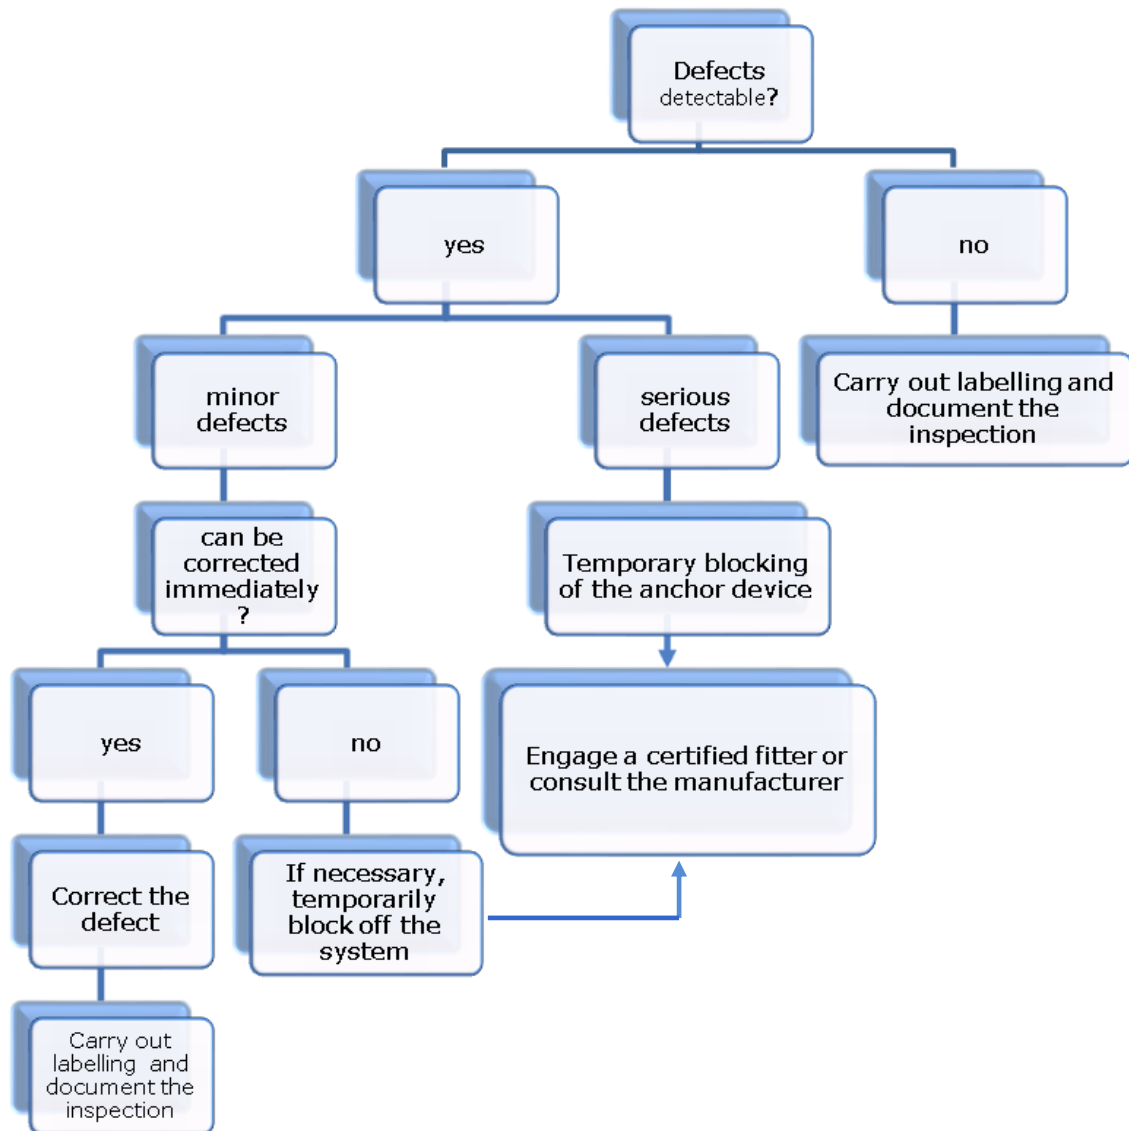 Defects
detectable?
yes
no
minor
defects
serious
defects
Carry out labelling and
document the
inspection
can be
corrected
immediately
?
Temporary blocking
of the anchor device
yes
no
Engage a certified fitter or
consult the manufacturer
Correct the
defect
If necessary,
temporarily
block off the
system
Carry out
labelling and
document the
inspection